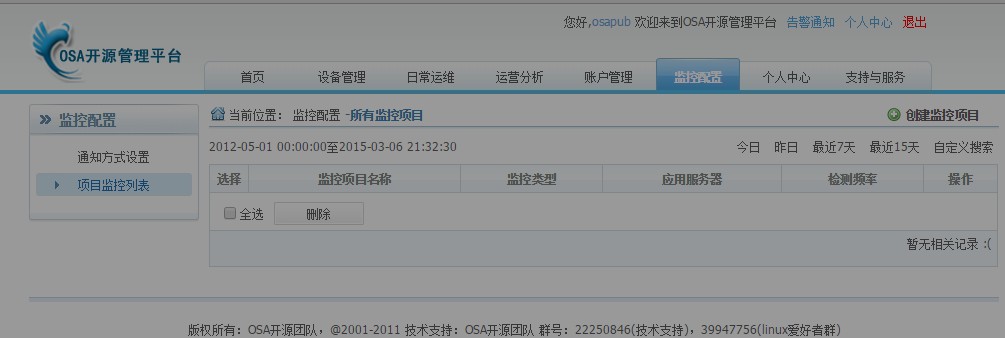 您好,osapub 欢迎来到OSA开源管理平台 告警通知 个人中心 退出
OSA开源管理平台
首页 设备管理 日常运维 运营分析 账户管理 监控配置 个人中心 支持与服务
监控配置
通知方式设置
项目监控列表
当前位置： 监控配置 -所有监控项目 创建监控项目
2012-05-01 00:00:00至2015-03-06 21:32:30 今日 昨日 最近7天 最近15天 自定义搜索
选择 监控项目名称 监控类型 应用服务器 检测频率 操作
全选 删除
暂无相关记录 :(
版权所有：OSA开源团队，@2001-2011 技术支持：OSA开源团队 群号：22250846(技术支持)，39947756(linux爱好者群)